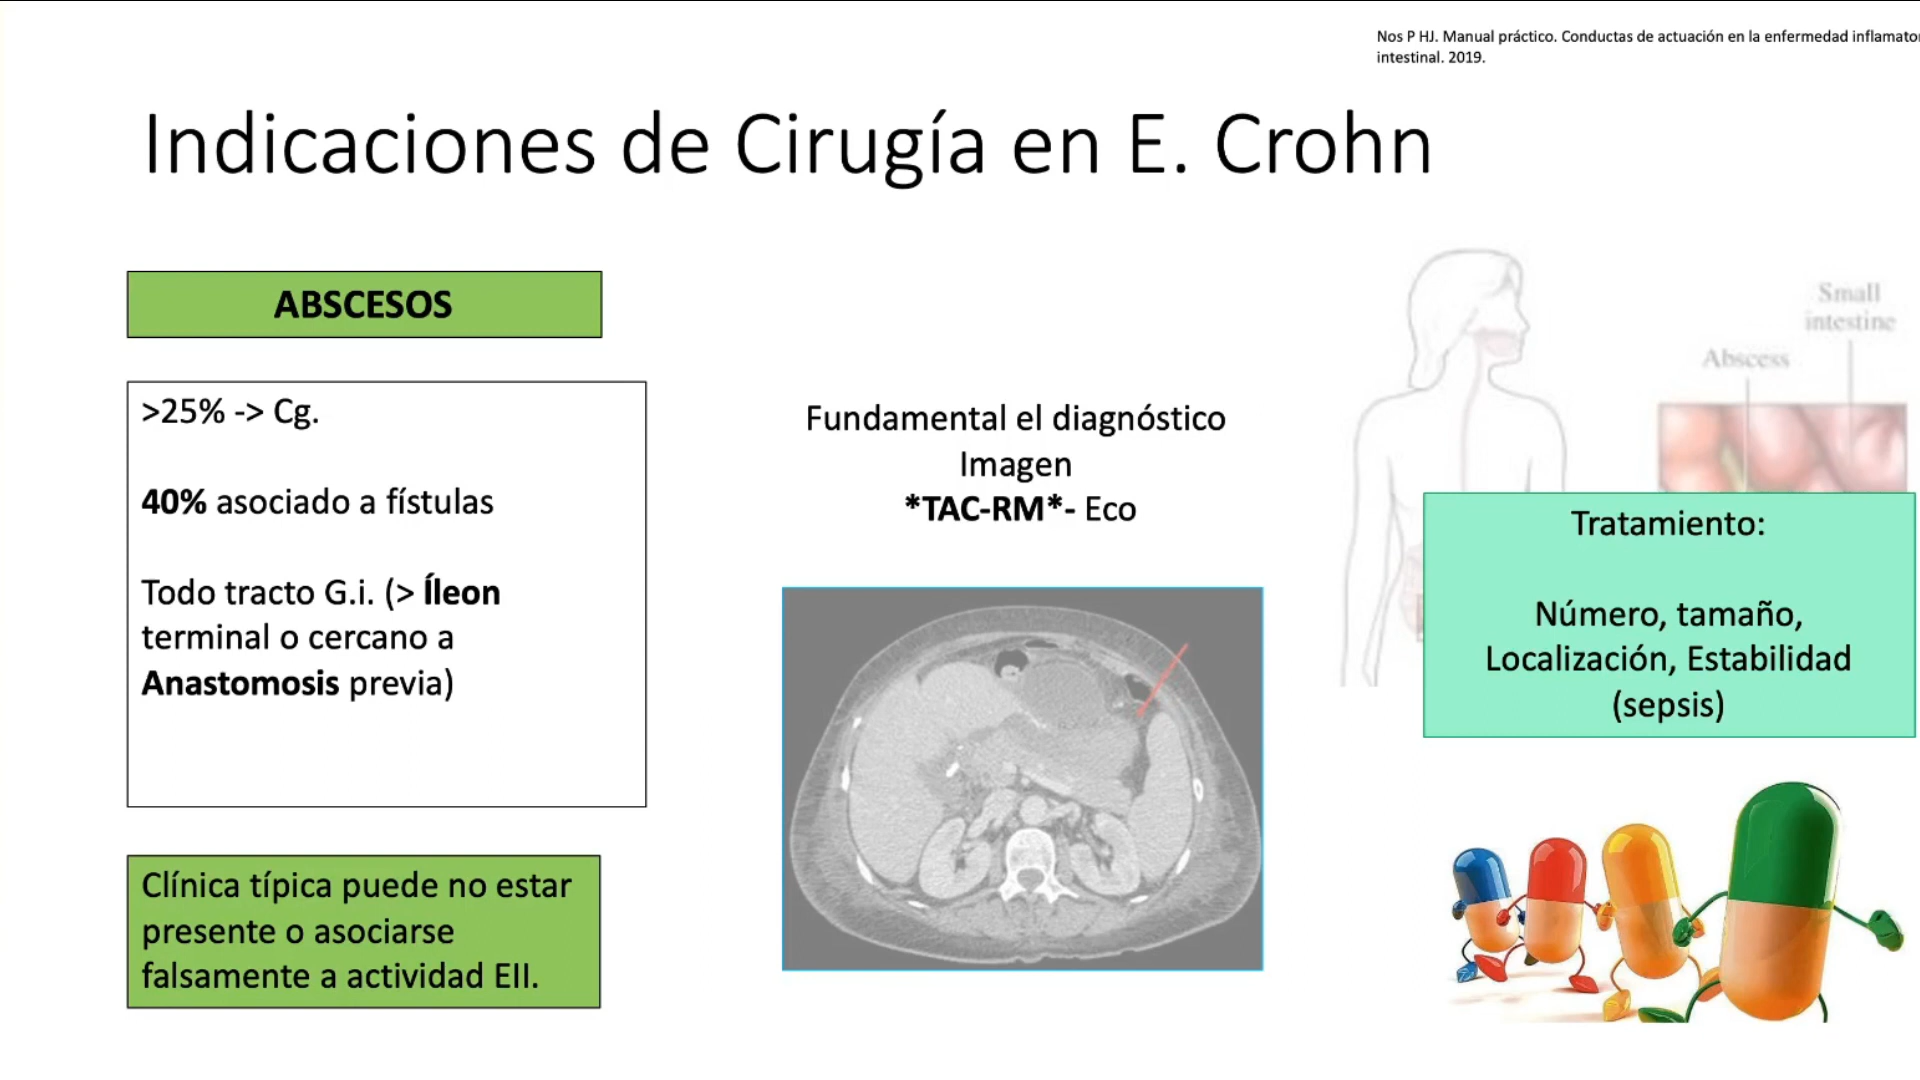 Nos P HJ. Manual práctico. Conductas de actuación en la enfermedad
intestinal. 2019.
Indicaciones de Cirugía en E. Crohn
ABSCESOS
>25% -> Cg.
40% asociado a fístulas
Todo tracto G.i. (> Íleon
terminal o cercano a
Anastomosis previa)
Clínica típica puede no estar
presente o asociarse
falsamente a actividad EII.
Fundamental el diagnóstico
Imagen
*TAC-RM*- Eco
Small
intestine
Abscess
Tratamiento:
Número, tamaño,
Localización, Estabilidad
(sepsis)